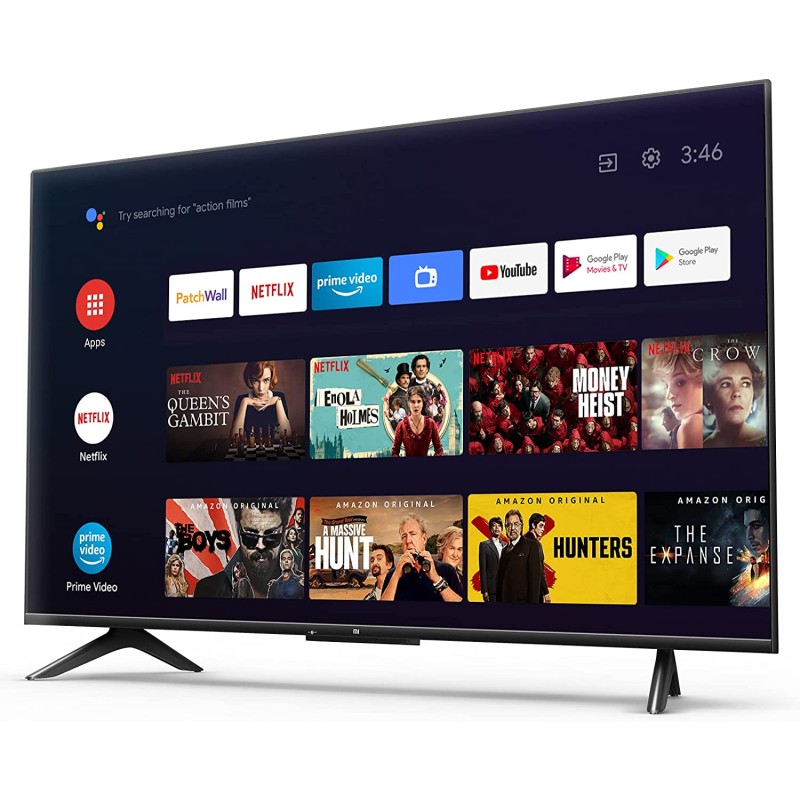 3:46
Try searching for "action films"
PatchWall
NETFLIX
prime video
YouTube
Google Play
Movies & TV
Google Play
Store
Apps
NETFLIX
THE
QUEEN'S
GAMBIT
NETFLIX
ENOLA
HOLMES
NETFLIX
MONEY
HEIST
NETFLIX
THE
CROW
NETFLIX
Netflix
AMAZON ORIGINAL
THE
BOYS
AMAZON ORIGINAL
A MASSIVE
HUNT
AMAZON ORIGINAL
HUNTERS
AMAZON ORIG
THE
EXPANSE
prime
video
Prime Video
MI